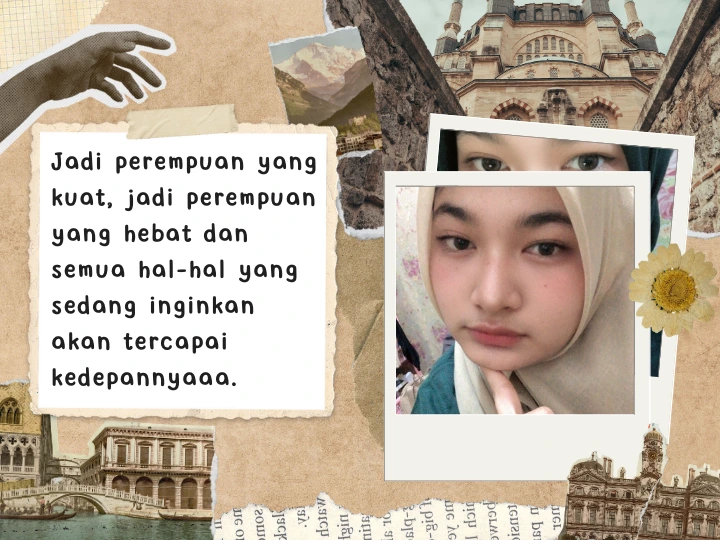 Jadi perempuan yang
kuat, jadi perempuan
yang hebat dan
semua hal-hal yang
sedang inginkan
akan tercapai
kedepannyaaa.